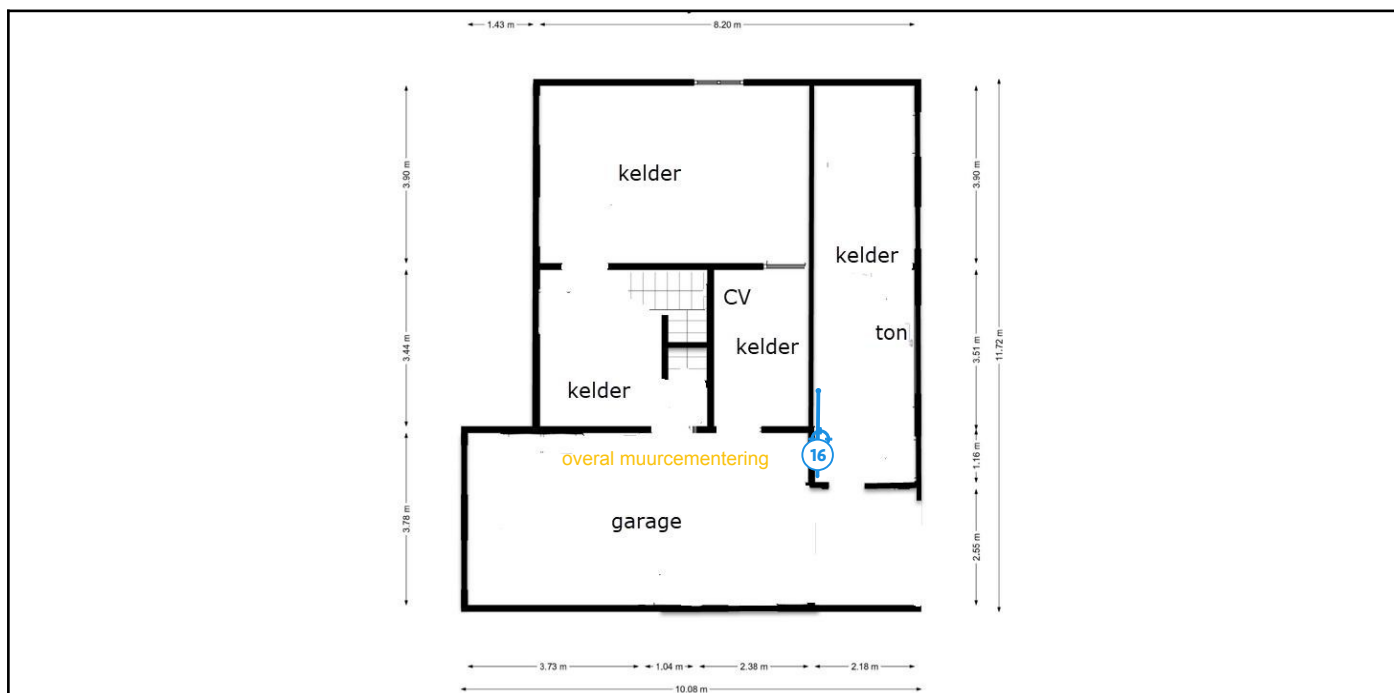 1.43 m
8.20 m
3.90 m
3.90 m
kelder
kelder
CV
ton
3.44 m
kelder
3.51 m
11.72 m
kelder
overal muurcementering
16
1.16 m
3.78 m
garage
2.55 m
3.73 m
1.04 m
2.38 m
2.18 m
10.08 m